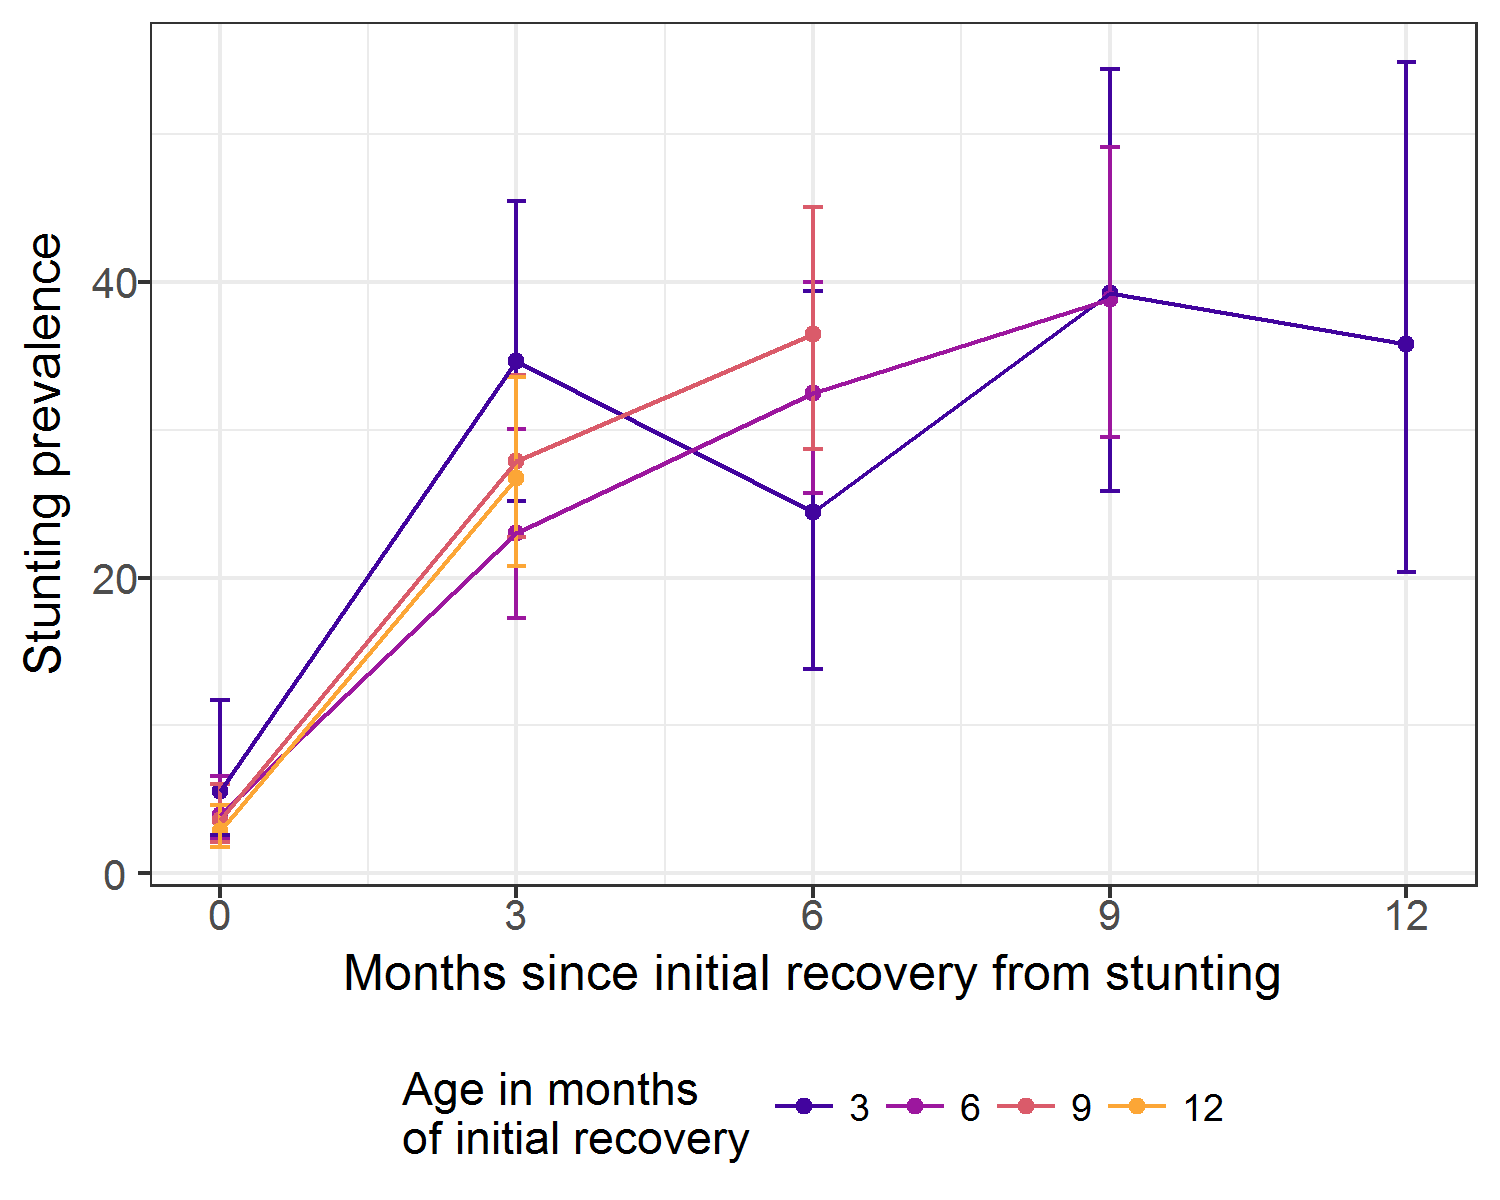 Stunting prevalence
40
20
0
0 3 6 9 12
Months since initial recovery from stunting
Age in months
of initial recovery
3 6 9 12